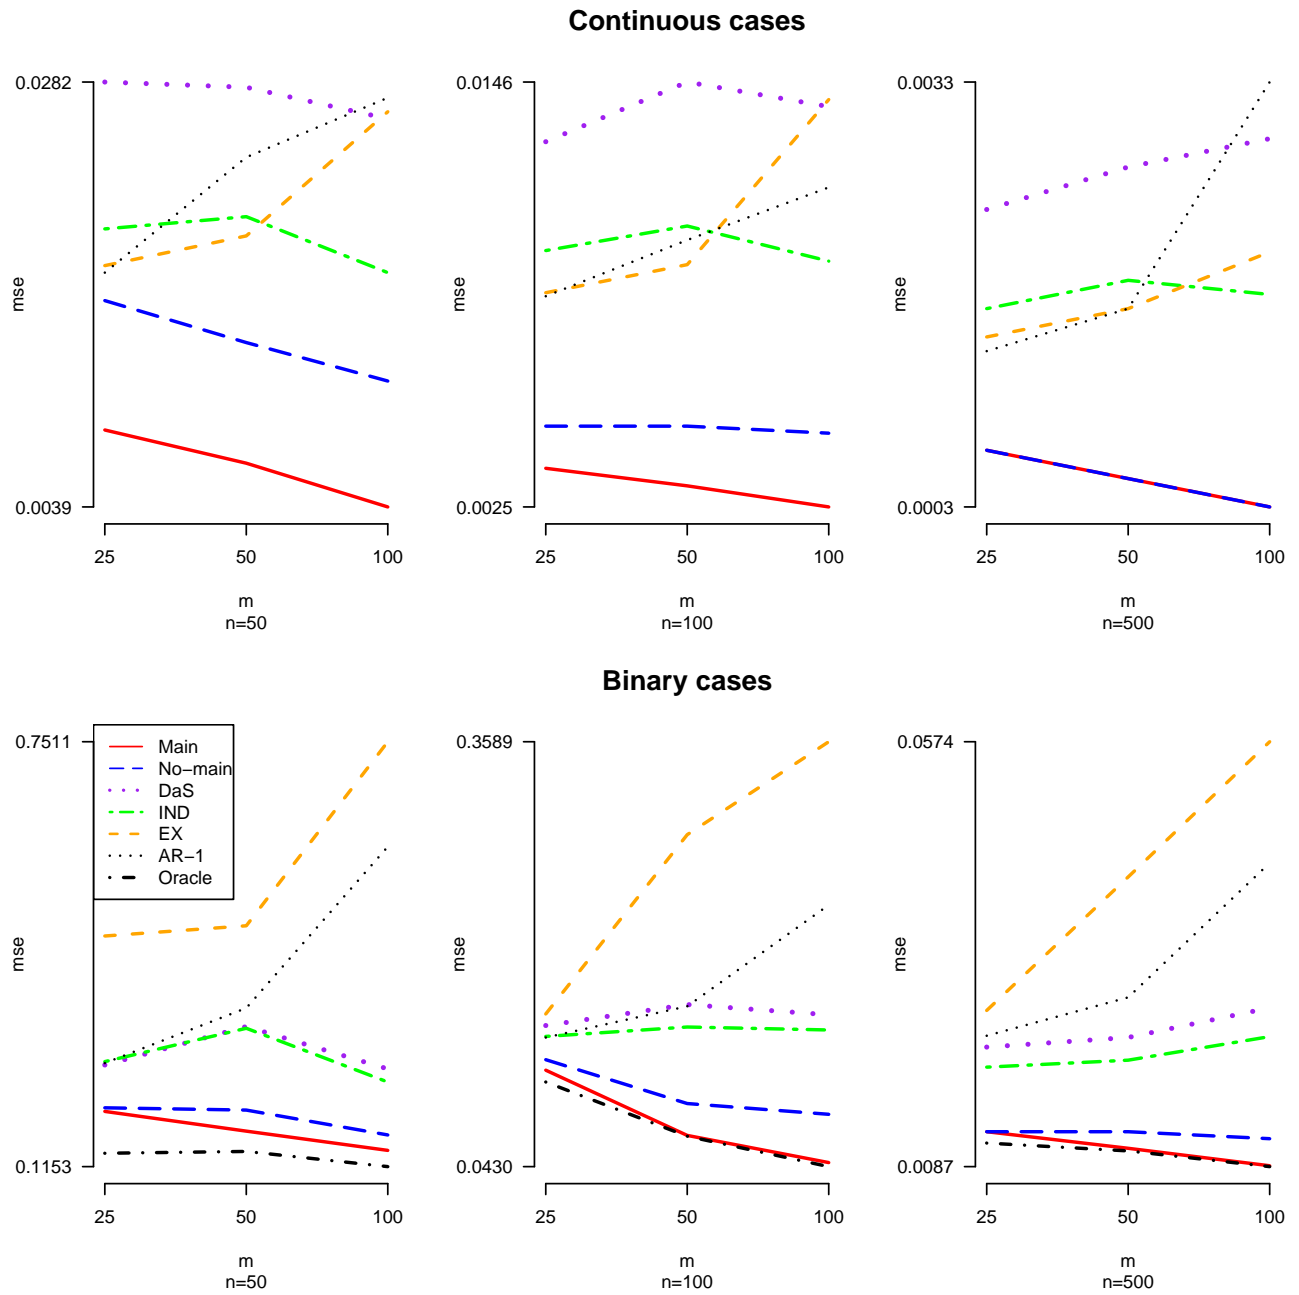 Continuous cases
0.0282
mse
0.0039
25 50 100
m
n=50
0.0146
mse
0.0025
25 50 100
m
n=100
0.0033
mse
0.0003
25 50 100
m
n=500
Binary cases
0.7511
mse
0.1153
Main
No−main
DaS
IND
EX
AR−1
Oracle
25 50 100
m
n=50
0.3589
mse
0.0430
25 50 100
m
n=100
0.0574
mse
0.0087
25 50 100
m
n=500